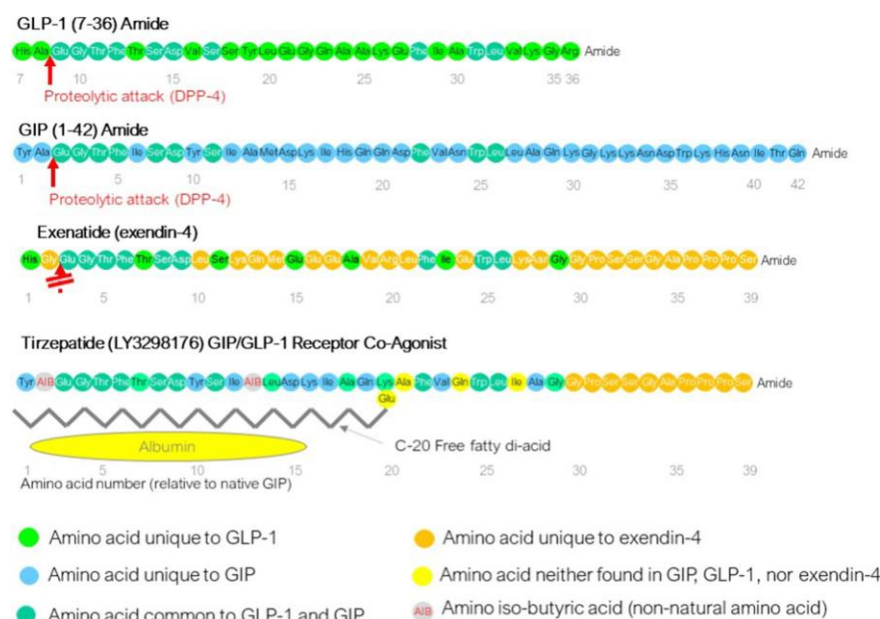 GLP-1 (7-36) Amide
His Ala Glu Gly Thr Phe Thr Ser Asp Val Ser Ser Tyr Leu Glu Gly Gln Ala Ala Lys Glu Phe Ile Ala Trp Leu Val Lys Gly Arg Amide
7 10 15 20 25 30 35 36
Proteolytic attack (DPP-4)
GIP (1-42) Amide
Tyr Ala Glu Gly Thr Phe Ile Ser Asp Tyr Ser Ile Ala Met Asp Lys Ile His Gln Gln Asp Phe Val Asn Trp Leu Leu Ala Gln Lys Gly Lys Lys Asn Asp Trp Lys His Asn Ile Thr Gln Amide
1 5 10 15 20 25 30 35 40 42
Proteolytic attack (DPP-4)
Exenatide (exendin-4)
His Gly Glu Gly Thr Phe Thr Ser Asp Leu Ser Lys Gln Met Glu Glu Glu Ala Val Arg Leu Phe Ile Glu Trp Leu Lys Asn Gly Gly Pro Ser Ser Gly Ala Pro Pro Pro Ser Amide
1 5 10 15 20 25 30 35 39
Tirzepatide (LY3298176) GIP/GLP-1 Receptor Co-Agonist
Tyr AIB Glu Gly Thr Phe Thr Ser Asp Tyr Ser Ile AIB Leu Asp Lys Ile Ala Gln Lys Ala Phe Val Gln Trp Leu Ile Ala Gly Gly Pro Ser Ser Gly Ala Pro Pro Pro Ser Amide
Glu
Albumin
C-20 Free fatty di-acid
1 5 10 15 20 25 30 35 39
Amino acid number (relative to native GIP)
Amino acid unique to GLP-1
Amino acid unique to exendin-4
Amino acid unique to GIP
Amino acid neither found in GIP, GLP-1, nor exendin-4
Amino acid common to GLP-1 and GIP
AIB Amino iso-butyric acid (non-natural amino acid)